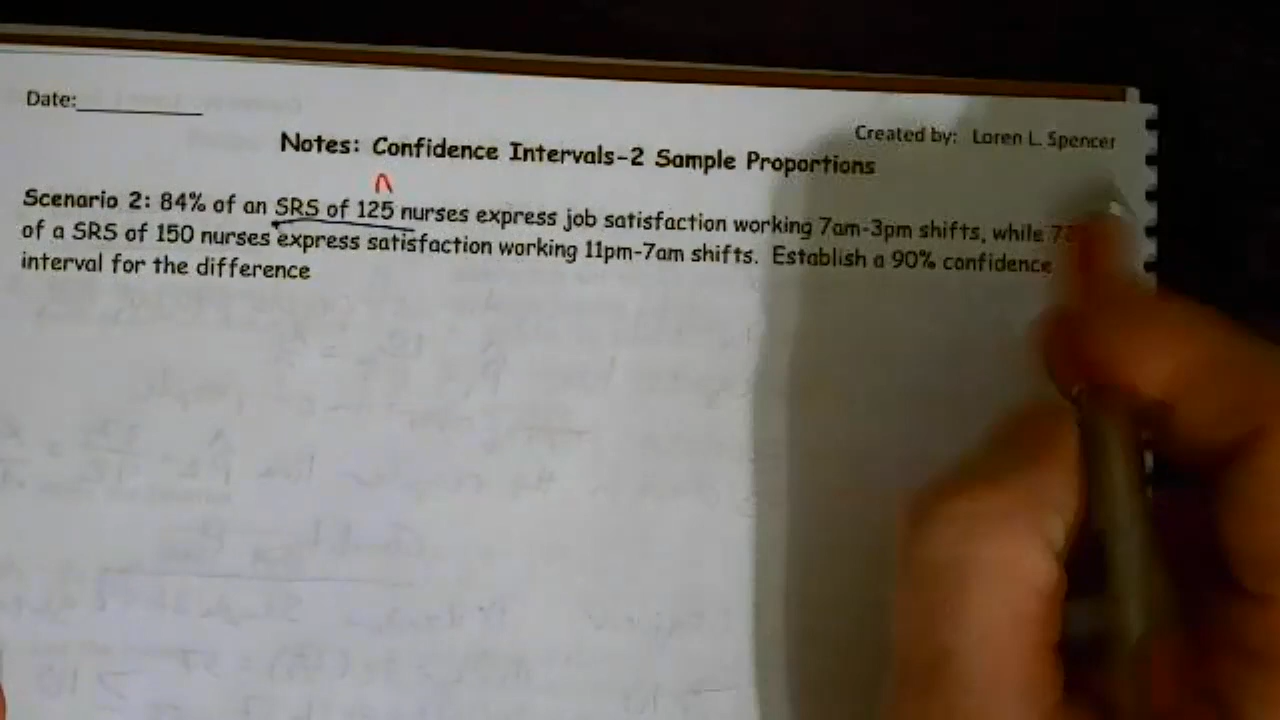 Date:
Created by: Loren L. Spencer
Notes: Confidence Intervals-2 Sample Proportions
n
Scenario 2: 84% of an SRS of 125 nurses express job satisfaction working 7am-3pm shifts, while
of a SRS of 150 nurses express satisfaction working 11pm-7am shifts. Establish a 90% confidence
interval for the difference